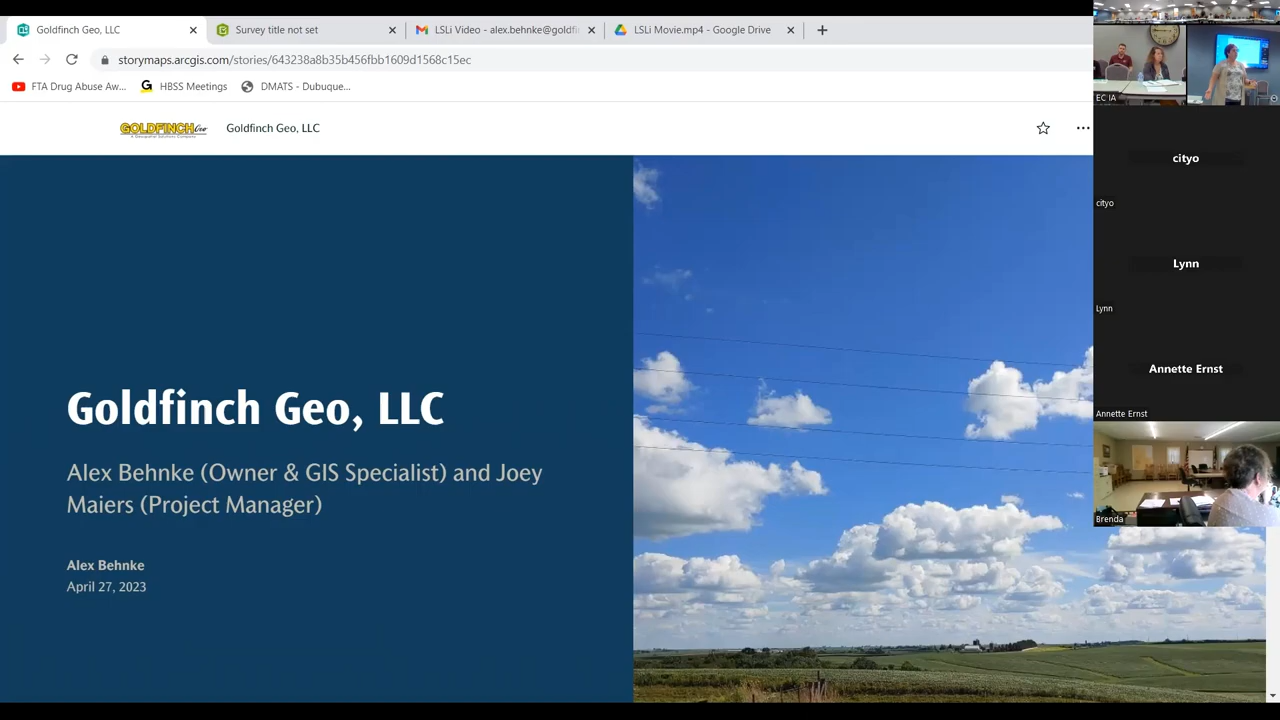 Goldfinch Geo, LLC
Survey title not set
LSLi Video - alex.behnke@goldfin
LSLi Movie.mp4 - Google Drive
storymaps.arcgis.com/stories/643238a8b35b456fbb1609d1568c15ec
FTA Drug Abuse Aw...
HBSS Meetings
DMATS - Dubuque...
GOLDFINCH Geo
Goldfinch Geo, LLC
Goldfinch Geo, LLC
Alex Behnke (Owner & GIS Specialist) and Joey
Maiers (Project Manager)
Alex Behnke
April 27, 2023
EC IA
cityo
cityo
Lynn
Lynn
Annette Ernst
Annette Ernst
Brenda